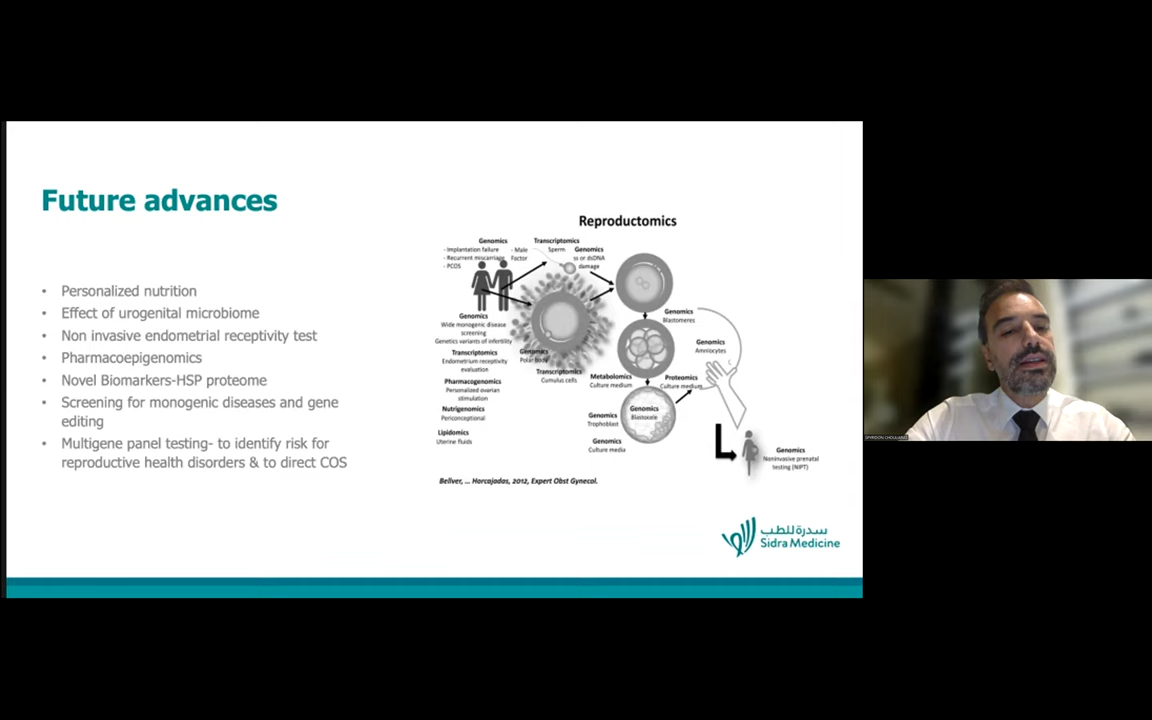 Future advances
• Personalized nutrition
• Effect of urogenital microbiome
• Non invasive endometrial receptivity test
• Pharmacoepigenomics
• Novel Biomarkers-HSP proteome
• Screening for monogenic diseases and gene
editing
• Multigene panel testing- to identify risk for
reproductive health disorders & to direct COS
Reproductomics
Genomics
- Implantation failure
- Recurrent miscarriage
- PCOS
- Male
Factor
Transcriptomics
Sperm
Genomics
ss or dsDNA
damage
Genomics
Wide monogenic disease
screening
Genetics variants of infertility
Transcriptomics
Endometrium receptivity
evaluation
Pharmacogenomics
Personalized ovarian
stimulation
Nutrigenomics
Periconceptional
Lipidomics
Uterine fluids
Genomics
Polar Body
Transcriptomics
Cumulus cells
Genomics
Blastomeres
Genomics
Amniocytes
Metabolomics
Culture medium
Proteomics
Culture medium
Genomics
Trophoblast
Genomics
Blastocele
Genomics
Culture media
Genomics
Noninvasive prenatal
testing (NIPT)
Bellver, ... Horcajadas, 2012, Expert Obst Gynecol.
سدرة للطب
Sidra Medicine